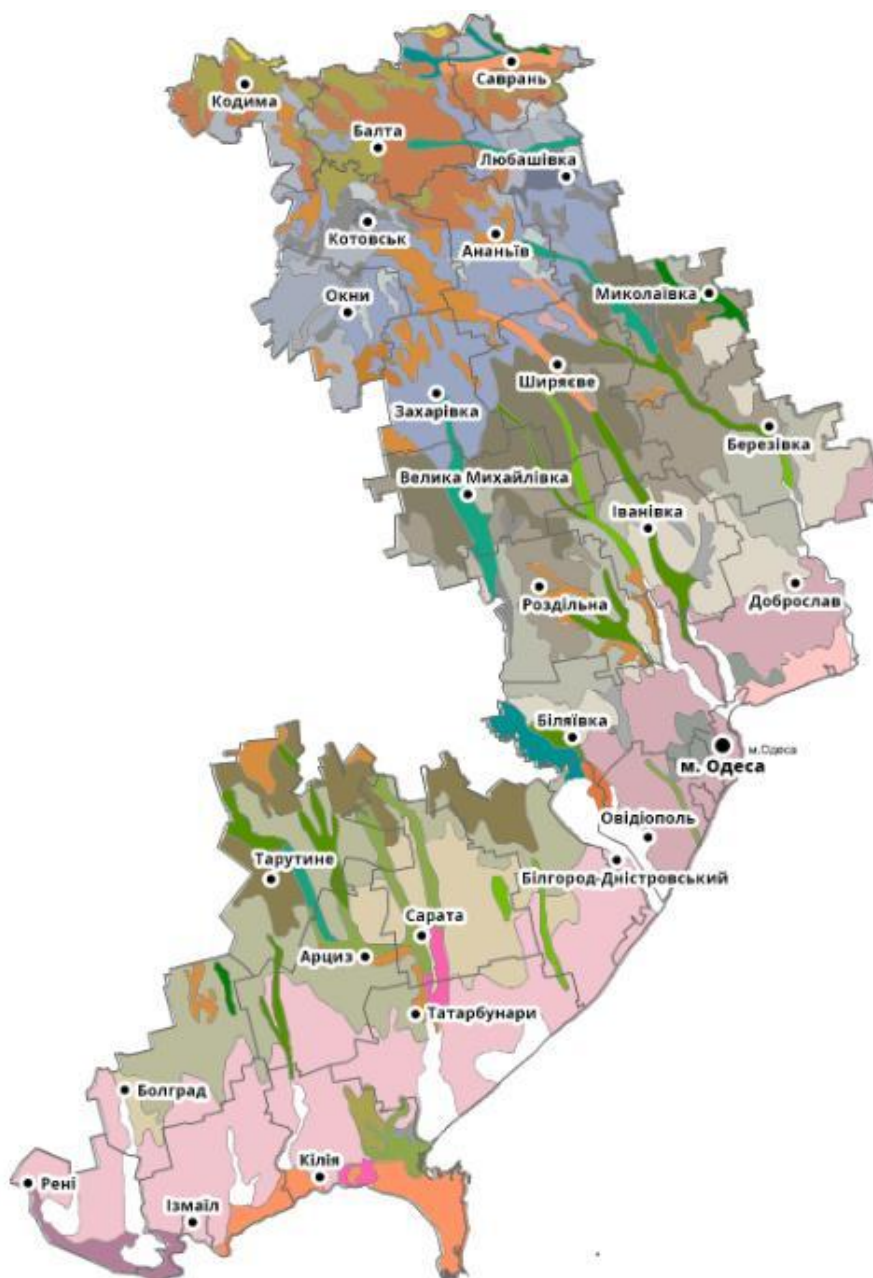 Саврань
Кодима
Балта
Любашівка
Котовськ
Ананьїв
Окни
Миколаївка
Ширяєве
Захарівка
Березівка
Велика Михайлівка
Іванівка
Роздільна
Доброслав
Біляївка
м.Одеса
м. Одеса
Овідіополь
Білгород-Дністровський
Тарутине
Сарата
Арциз
Татарбунари
Болград
Кілія
Рені
Ізмаїл